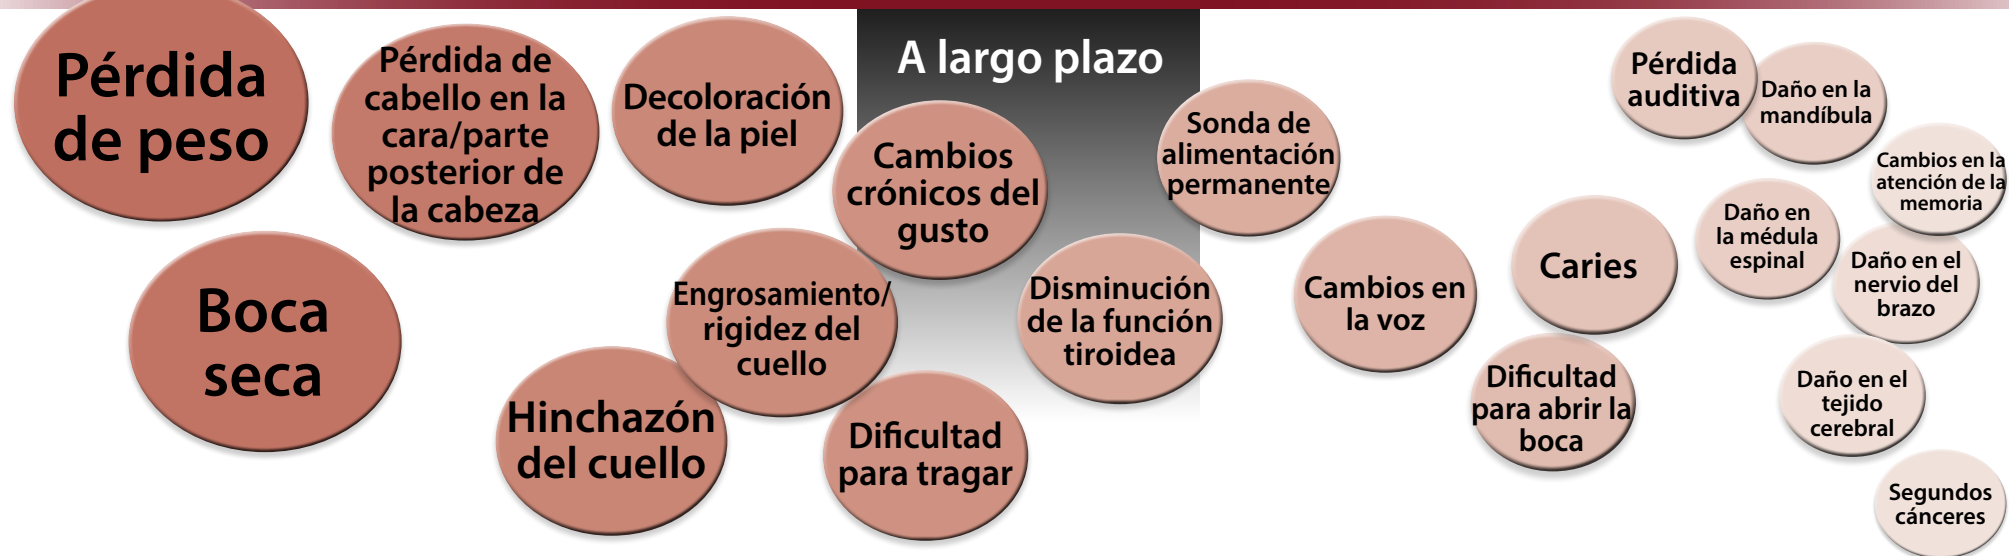 A largo plazo
Pérdida
de peso
Boca
seca
Pérdida de
cabello en la
cara/parte
posterior de
la cabeza
Decoloración
de la piel
Hinchazón
del cuello
Engrosamiento/
rigidez del
cuello
Cambios
crónicos del
gusto
Dificultad
para tragar
Disminución
de la función
tiroidea
Sonda de
alimentación
permanente
Cambios en
la voz
Caries
Dificultad
para abrir la
boca
Pérdida
auditiva
Daño en la
mandíbula
Daño en
la médula
espinal
Cambios en la
atención de la
memoria
Daño en el
nervio del
brazo
Daño en el
tejido
cerebral
Segundos
cánceres